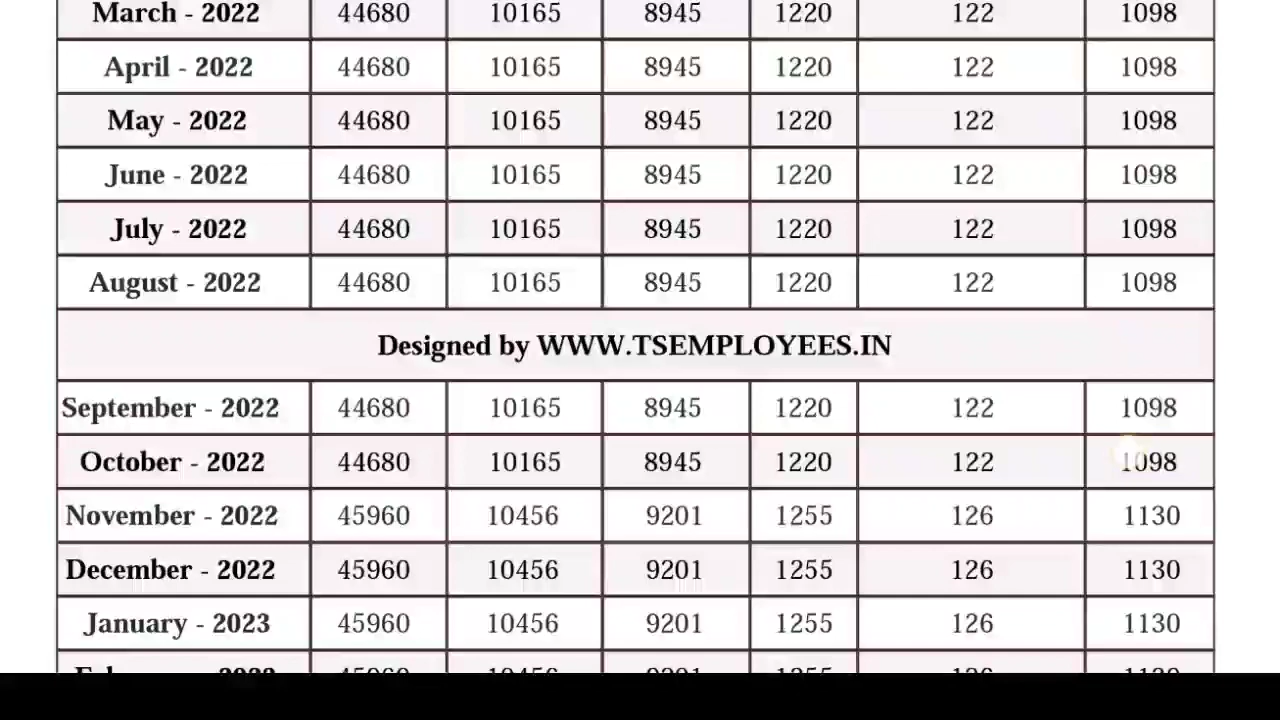 March - 2022 44680 10165 8945 1220 122 1098
April - 2022 44680 10165 8945 1220 122 1098
May - 2022 44680 10165 8945 1220 122 1098
June - 2022 44680 10165 8945 1220 122 1098
July - 2022 44680 10165 8945 1220 122 1098
August - 2022 44680 10165 8945 1220 122 1098
Designed by WWW.TSEMPLOYEES.IN
September - 2022 44680 10165 8945 1220 122 1098
October - 2022 44680 10165 8945 1220 122 1098
November - 2022 45960 10456 9201 1255 126 1130
December - 2022 45960 10456 9201 1255 126 1130
January - 2023 45960 10456 9201 1255 126 1130